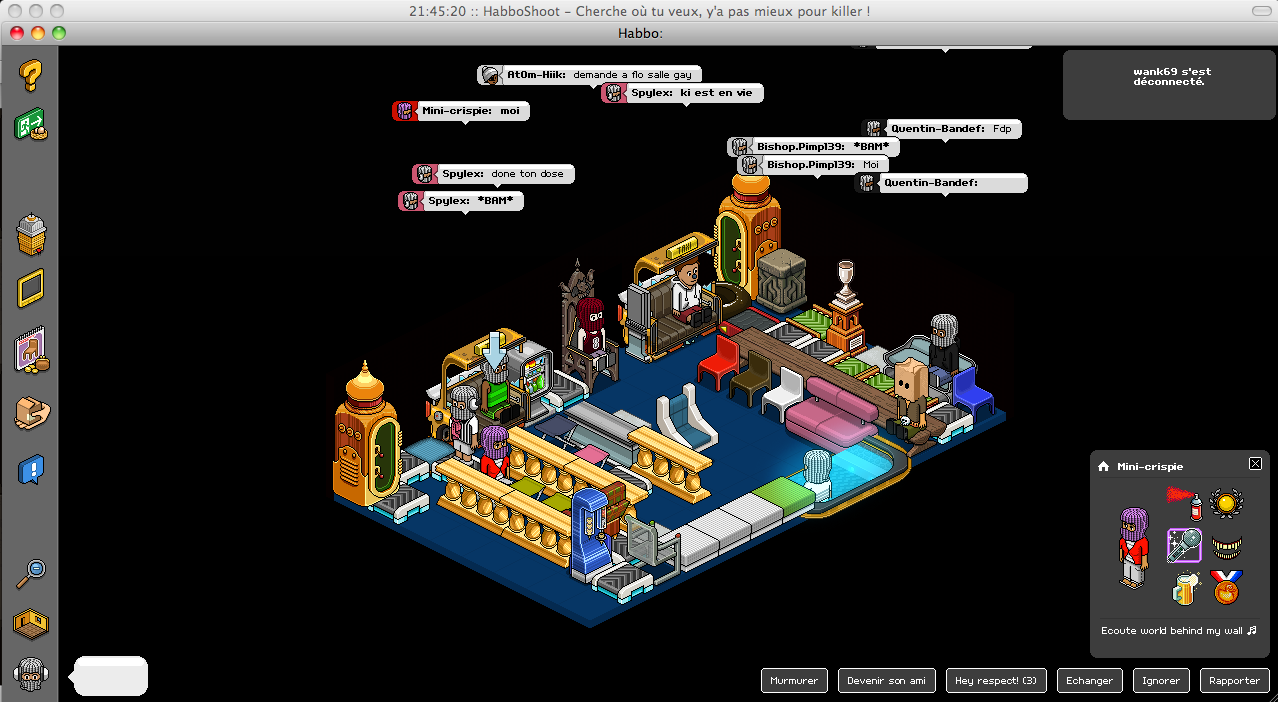 21:45:20 :: HabboShoot - Cherche où tu veux, y'a pas mieux pour killer !
Habbo:
wank69 s'est
déconnecté.
At0m-Hiik: demande a flo salle gay
Spylex: ki est en vie
Mini-crispie: moi
Quentin-Bandef: Fdp
Bishop.Pimp139: *BAM*
Bishop.Pimp139: Moi
Spylex: done ton dose
Quentin-Bandef:
Spylex: *BAM*
TAXI
Mini-crispie
Ecoute world behind my wall ♫
Murmurer
Devenir son ami
Hey respect! (3)
Echanger
Ignorer
Rapporter